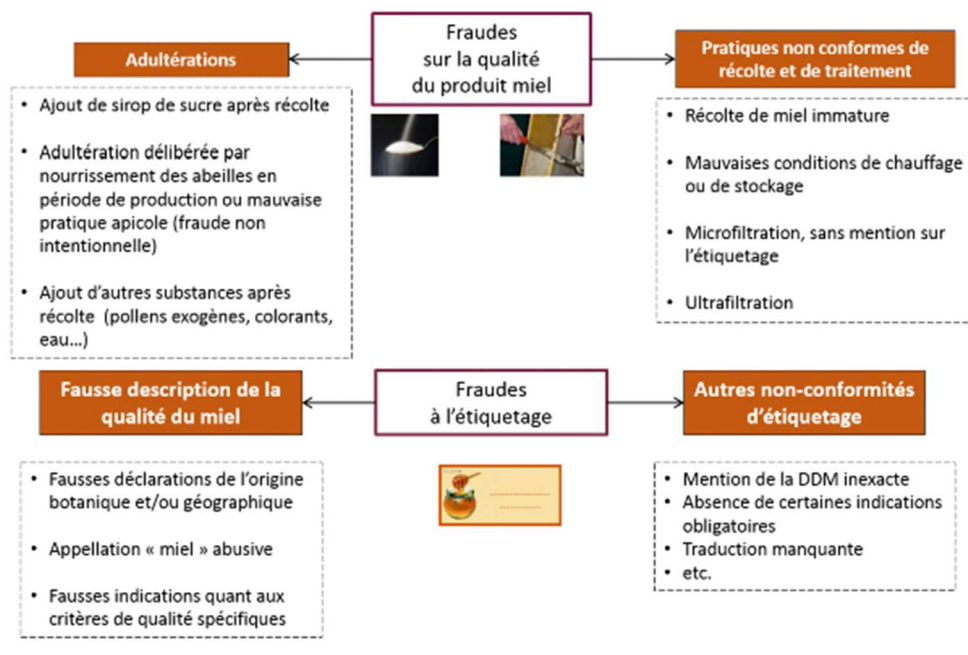 Fraudes
sur la qualité
du produit miel
Adultérations
• Ajout de sirop de sucre après récolte
• Adultération délibérée par
nourrissement des abeilles en
période de production ou mauvaise
pratique apicole (fraude non
intentionnelle)
• Ajout d'autres substances après
récolte (pollens exogènes, colorants,
eau…)
Pratiques non conformes de
récolte et de traitement
• Récolte de miel immature
• Mauvaises conditions de chauffage
ou de stockage
• Microfiltration, sans mention sur
l'étiquetage
• Ultrafiltration
Fraudes
à l'étiquetage
Fausse description de la
qualité du miel
• Fausses déclarations de l'origine
botanique et/ou géographique
• Appellation « miel » abusive
• Fausses indications quant aux
critères de qualité spécifiques
Autres non-conformités
d'étiquetage
• Mention de la DDM inexacte
• Absence de certaines indications
obligatoires
• Traduction manquante
• etc.